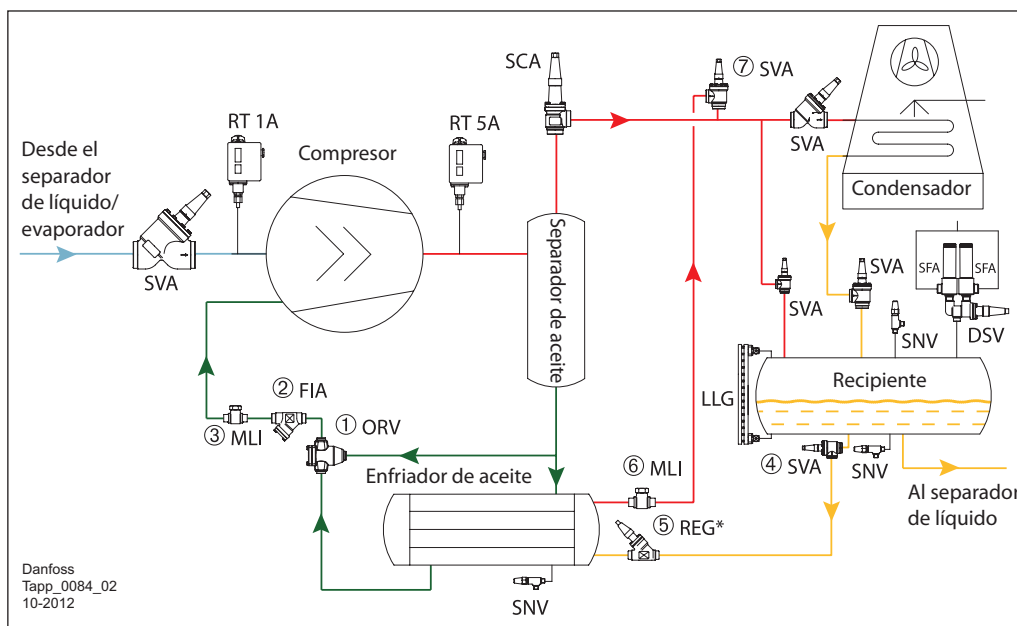 SCA
⑦ SVA
RT 1A
RT 5A
Compresor
Desde el
separador
de líquido/
evaporador
SVA
SVA
Condensador
Separador de aceite
SVA
SFA
SFA
SVA
SNV
DSV
LLG
Recipiente
② FIA
③ MLI
① ORV
Enfriador de aceite
⑥ MLI
④ SVA
SNV
⑤ REG*
Al separador
de líquido
SNV
Danfoss
Tapp_0084_02
10-2012